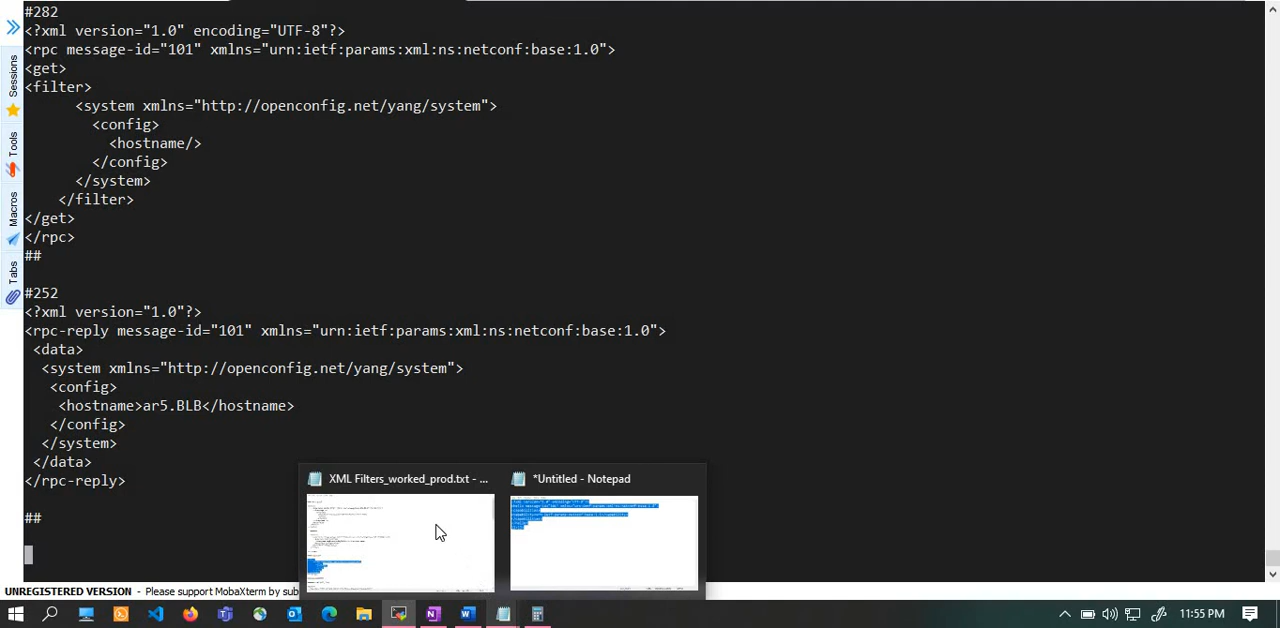 #282
<?xml version="1.0" encoding="UTF-8"?>
<rpc message-id="101" xmlns="urn:ietf:params:xml:ns:netconf:base:1.0">
<get>
<filter>
<system xmlns="http://openconfig.net/yang/system">
<config>
<hostname/>
</config>
</system>
</filter>
</get>
</rpc>
##
#252
<?xml version="1.0"?>
<rpc-reply message-id="101" xmlns="urn:ietf:params:xml:ns:netconf:base:1.0">
<data>
<system xmlns="http://openconfig.net/yang/system">
<config>
<hostname>ar5.BLB</hostname>
</config>
</system>
</data>
</rpc-reply>
##
Sessions
Tools
Macros
Tabs
XML Filters_worked_prod.txt - ...
*Untitled - Notepad
UNREGISTERED VERSION - Please support MobaXterm by sub
11:55 PM